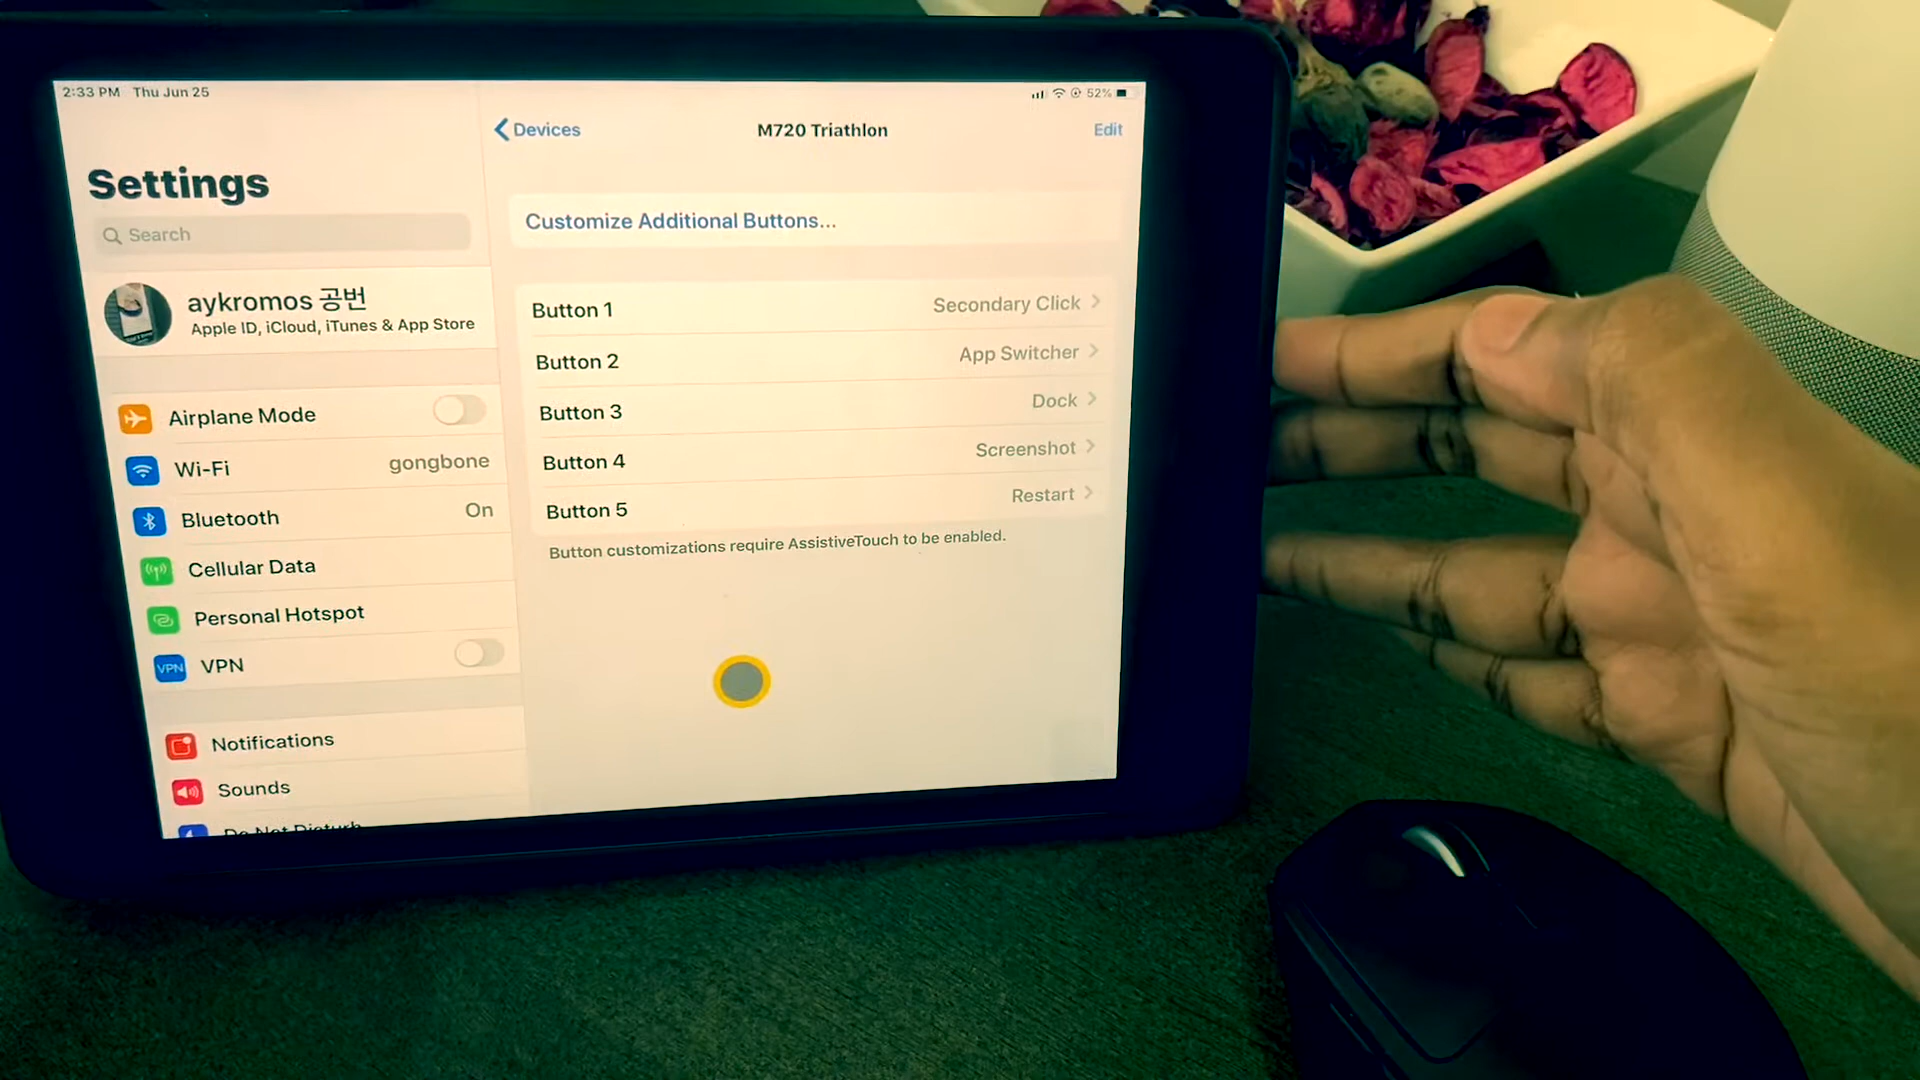 2:33 PM Thu Jun 25
52%
Settings
Search
aykromos 공번
Apple ID, iCloud, iTunes & App Store
Airplane Mode
Wi-Fi gongbone
Bluetooth On
Cellular Data
Personal Hotspot
VPN VPN
Notifications
Sounds
Do Not Disturb
Devices M720 Triathlon Edit
Customize Additional Buttons...
Button 1 Secondary Click
Button 2 App Switcher
Button 3 Dock
Button 4 Screenshot
Button 5 Restart
Button customizations require AssistiveTouch to be enabled.